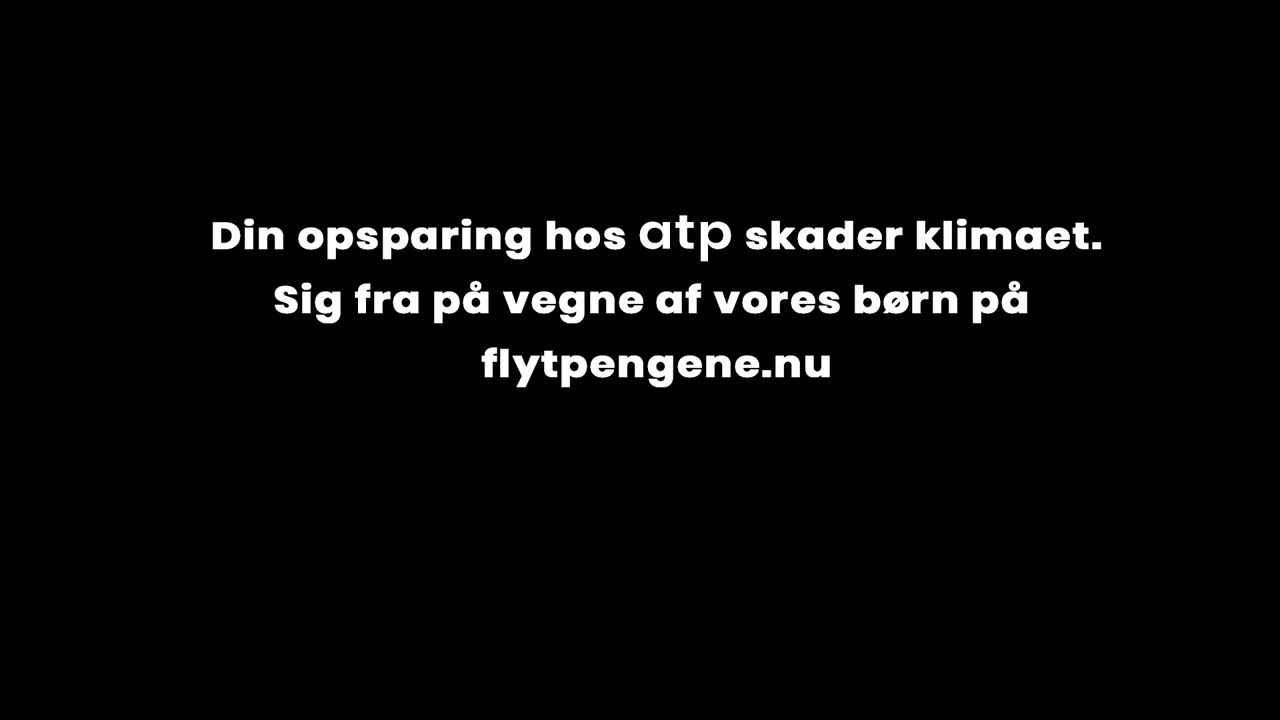 Din opsparing hos atp skader klimaet.
Sig fra på vegne af vores børn på
flytpengene.nu